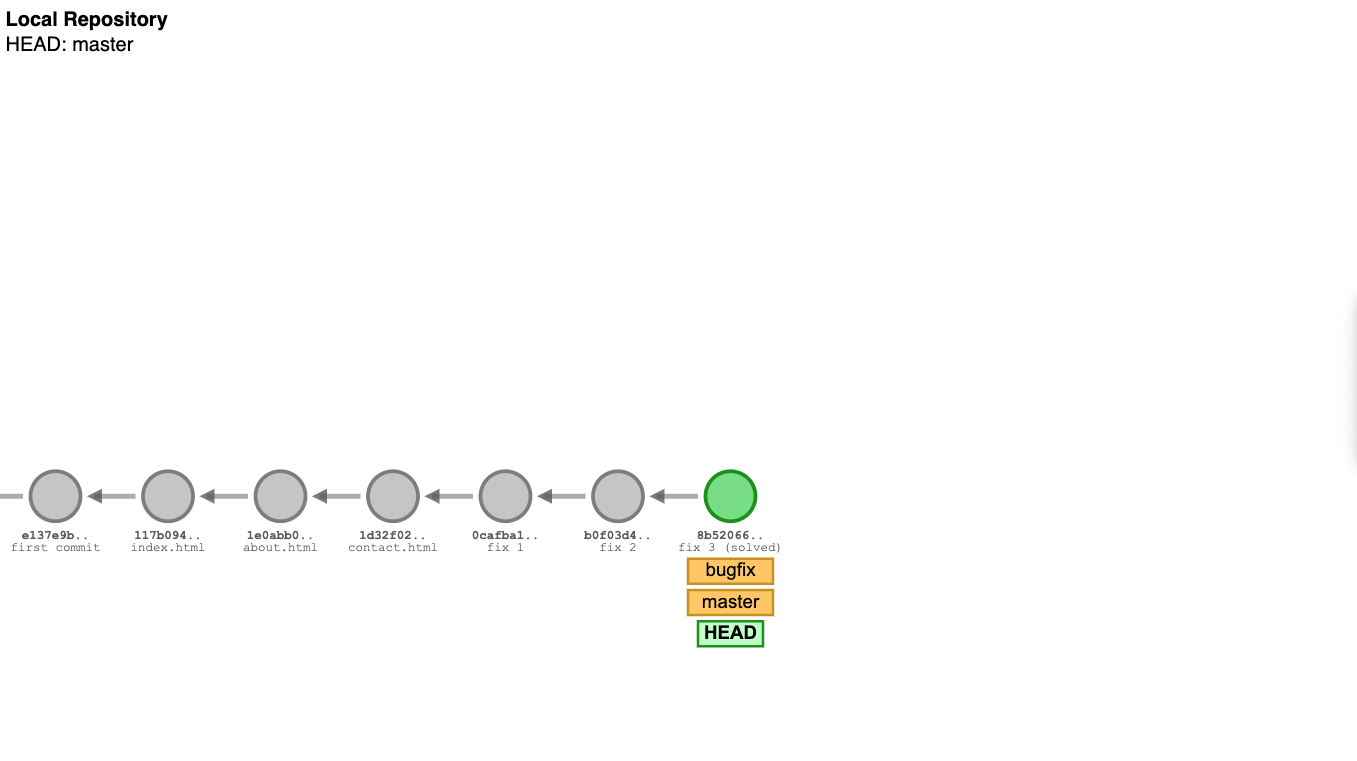 Local Repository
HEAD: master
e137e9b.. 117b094.. 1e0abb0.. 1d32f02.. 0cafba1.. b0f03d4.. 8b52066..
first commit index.html about.html contact.html fix 1 fix 2 fix 3 (solved)
bugfix
master
HEAD